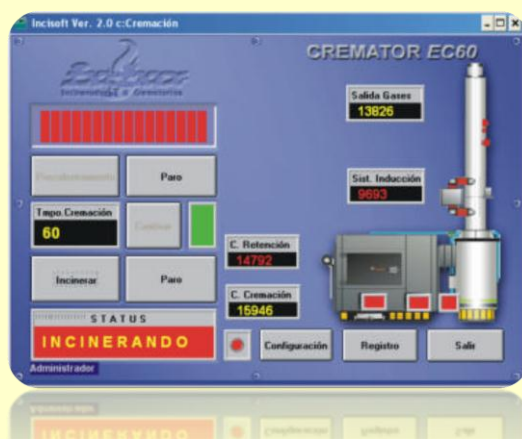 Incisoft Ver. 2.0 c:Cremación
CREMATOR EC60
Salida Gases
13826
Paro
Sist. Inducción
9693
Tmpo.Cremación
60
C. Retención
14792
Incinerar
Paro
C. Cremación
15946
STATUS
INCINERANDO
Configuración
Registro
Salir
Administrador